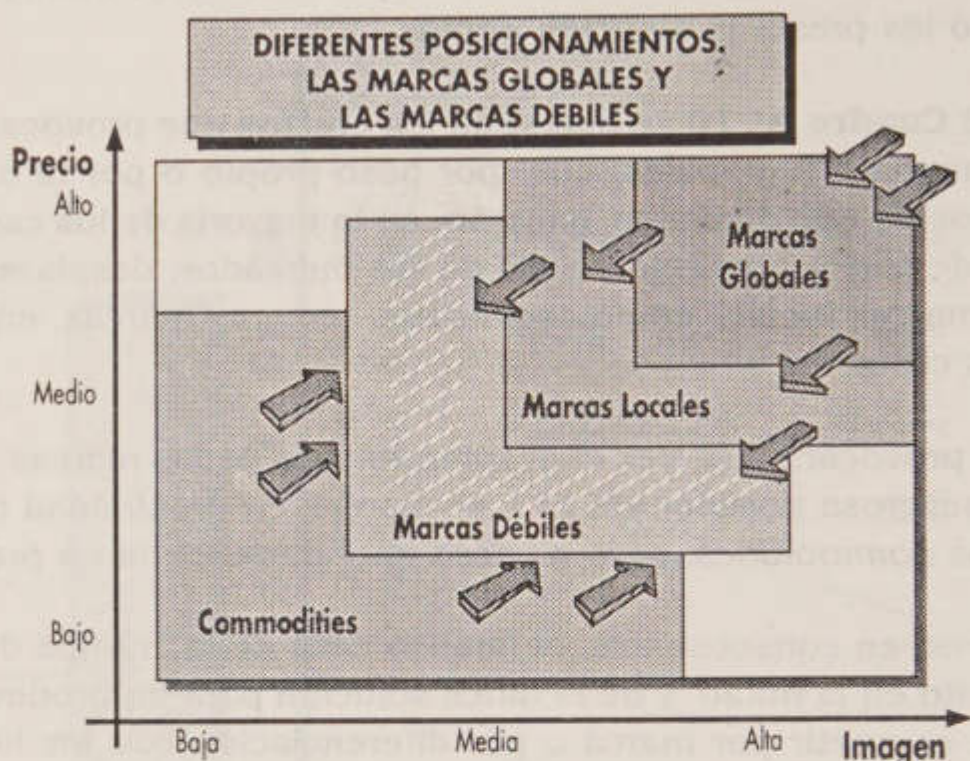 DIFERENTES POSICIONAMIENTOS.
LAS MARCAS GLOBALES Y
LAS MARCAS DEBILES
Precio
Alto
Marcas
Globales
Medio
Marcas Locales
Marcas Débiles
Commodities
Bajo
Baja
Media
Alta
Imagen